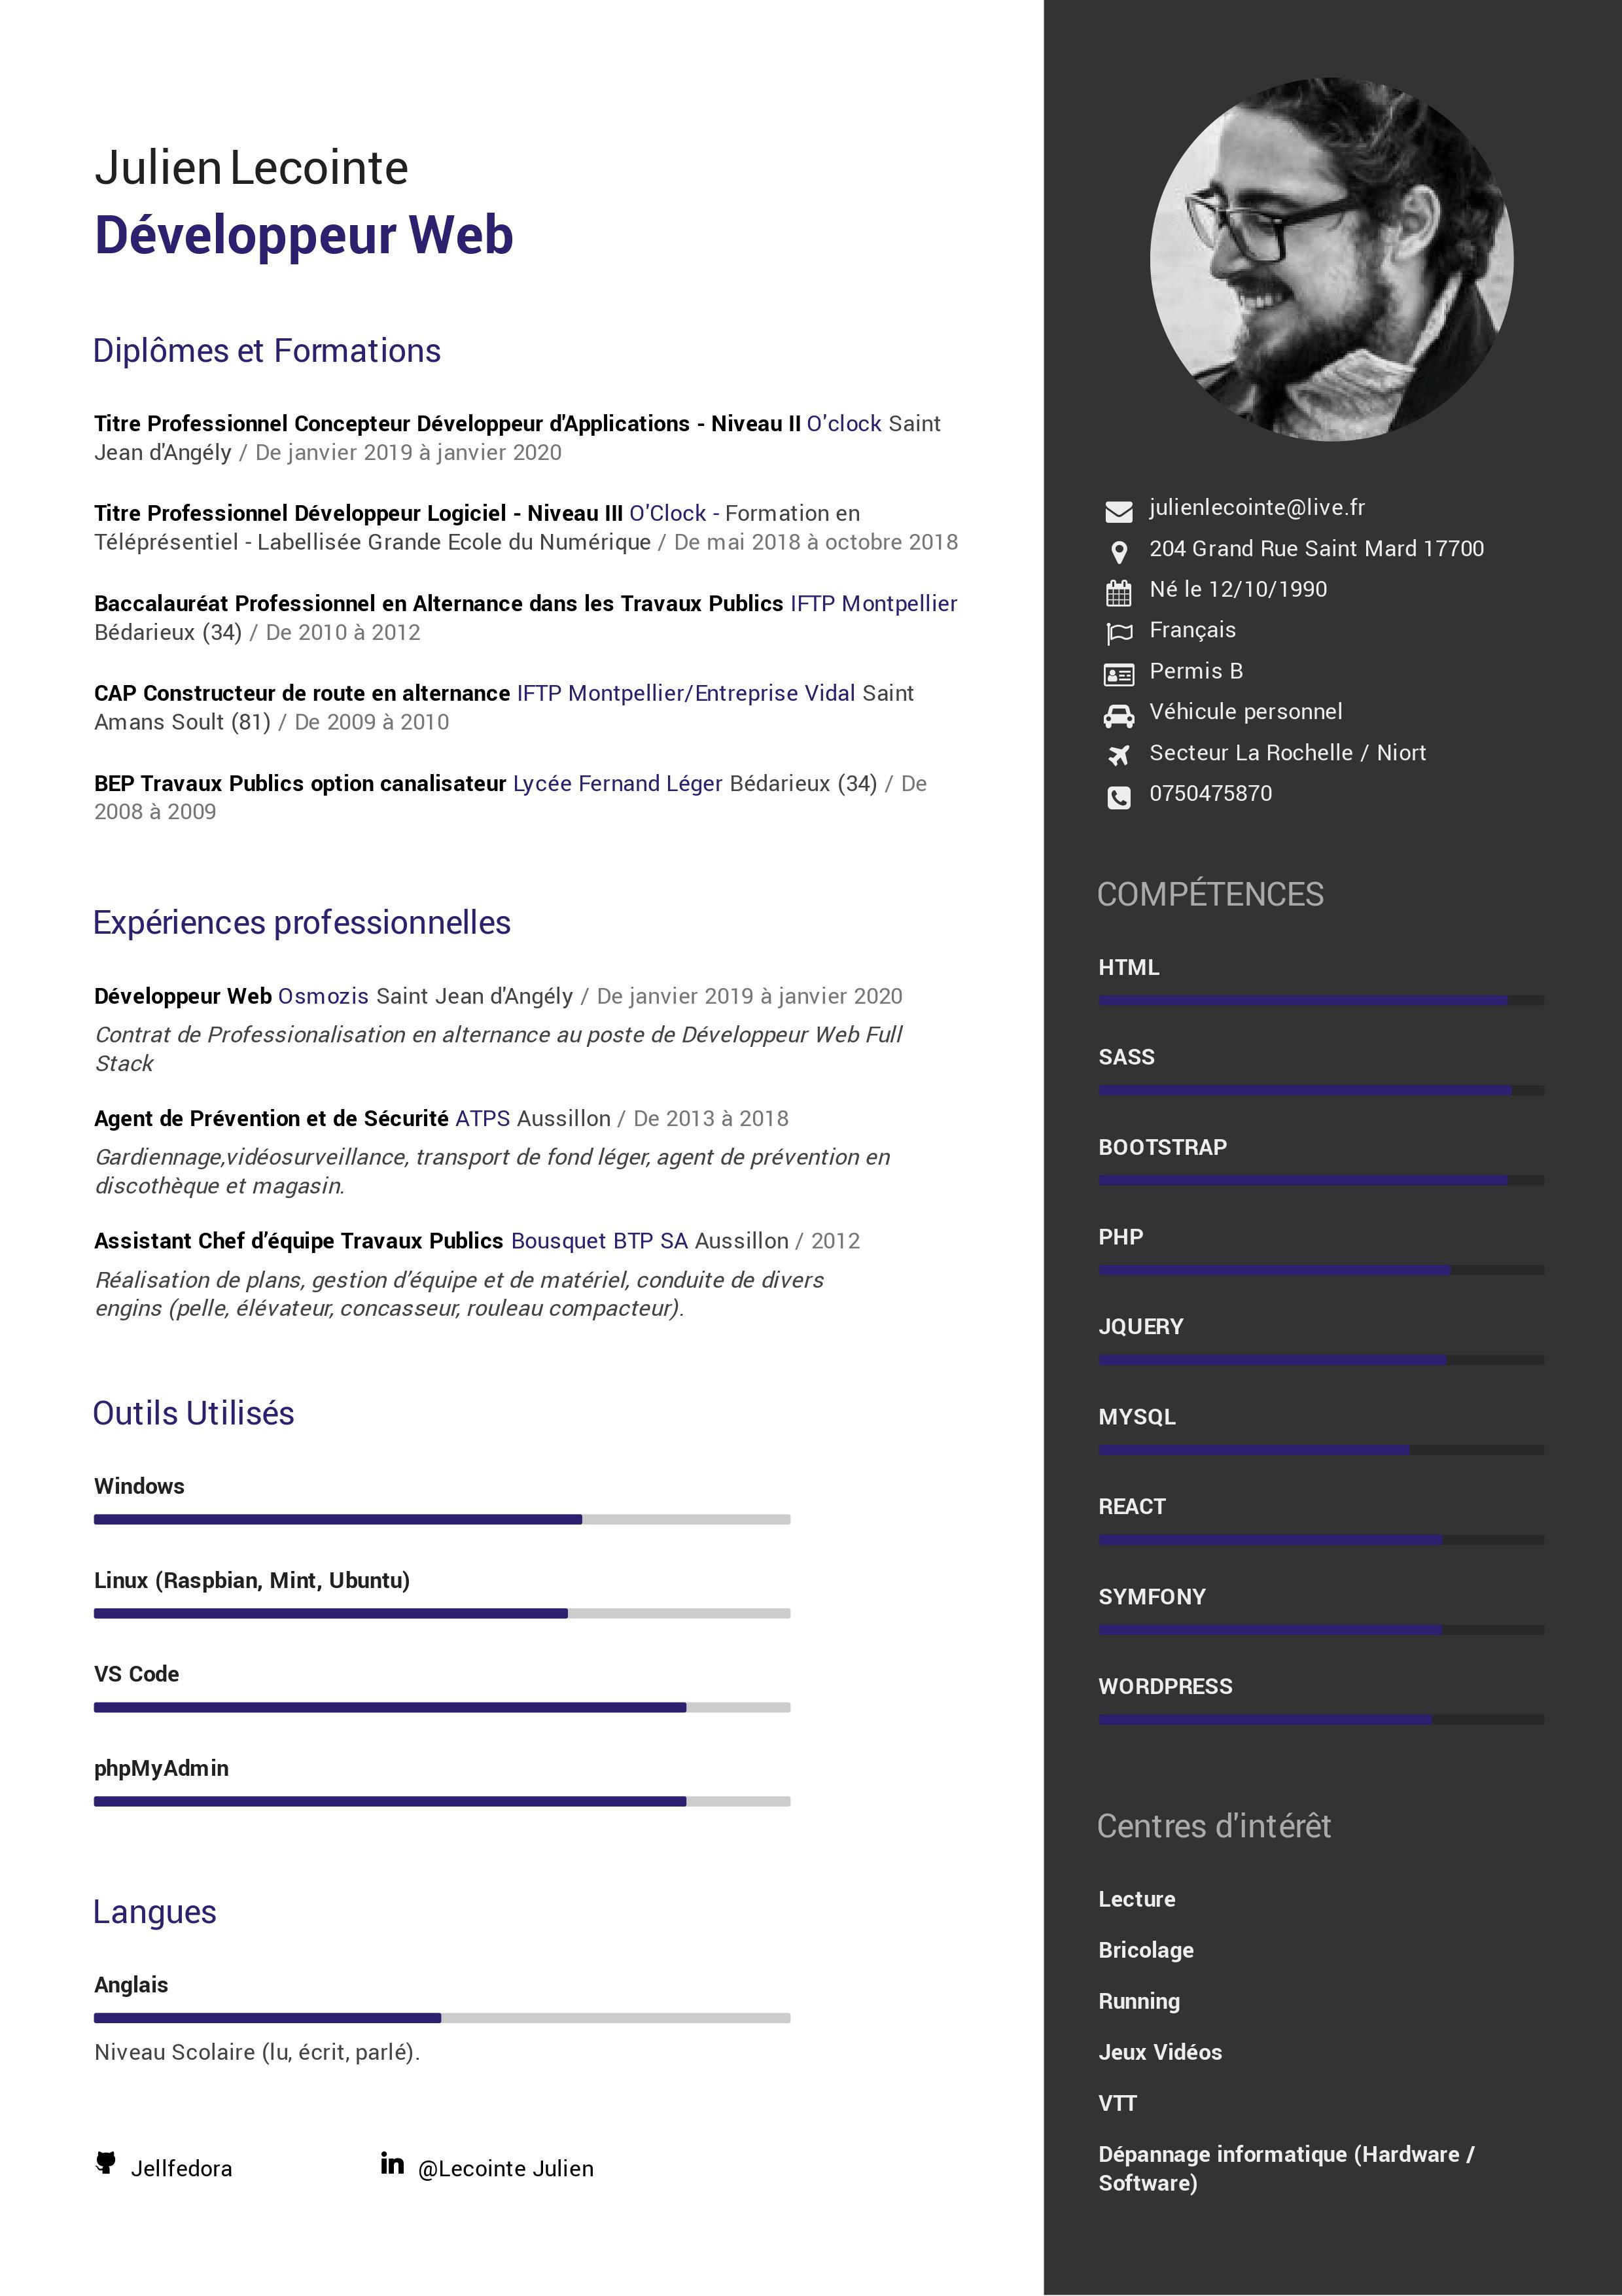 Julien Lecointe
Développeur Web
Diplômes et Formations
Titre Professionnel Concepteur Développeur d'Applications - Niveau II O'clock Saint
Jean d'Angély / De janvier 2019 à janvier 2020
Titre Professionnel Développeur Logiciel - Niveau III O'Clock - Formation en
Téléprésentiel - Labellisée Grande Ecole du Numérique / De mai 2018 à octobre 2018
Baccalauréat Professionnel en Alternance dans les Travaux Publics IFTP Montpellier
Bédarieux (34) / De 2010 à 2012
CAP Constructeur de route en alternance IFTP Montpellier/Entreprise Vidal Saint
Amans Soult (81) / De 2009 à 2010
BEP Travaux Publics option canalisateur Lycée Fernand Léger Bédarieux (34) / De
2008 à 2009
Expériences professionnelles
Développeur Web Osmozis Saint Jean d'Angély / De janvier 2019 à janvier 2020
Contrat de Professionalisation en alternance au poste de Développeur Web Full
Stack
Agent de Prévention et de Sécurité ATPS Aussillon / De 2013 à 2018
Gardiennage,vidéosurveillance, transport de fond léger, agent de prévention en
discothèque et magasin.
Assistant Chef d’équipe Travaux Publics Bousquet BTP SA Aussillon / 2012
Réalisation de plans, gestion d’équipe et de matériel, conduite de divers
engins (pelle, élévateur, concasseur, rouleau compacteur).
Outils Utilisés
Windows
Linux (Raspbian, Mint, Ubuntu)
VS Code
phpMyAdmin
Langues
Anglais
Niveau Scolaire (lu, écrit, parlé).
Jellfedora
@Lecointe Julien
julienlecointe@live.fr
204 Grand Rue Saint Mard 17700
Né le 12/10/1990
Français
Permis B
Véhicule personnel
Secteur La Rochelle / Niort
0750475870
COMPÉTENCES
HTML
SASS
BOOTSTRAP
PHP
JQUERY
MYSQL
REACT
SYMFONY
WORDPRESS
Centres d'intérêt
Lecture
Bricolage
Running
Jeux Vidéos
VTT
Dépannage informatique (Hardware /
Software)